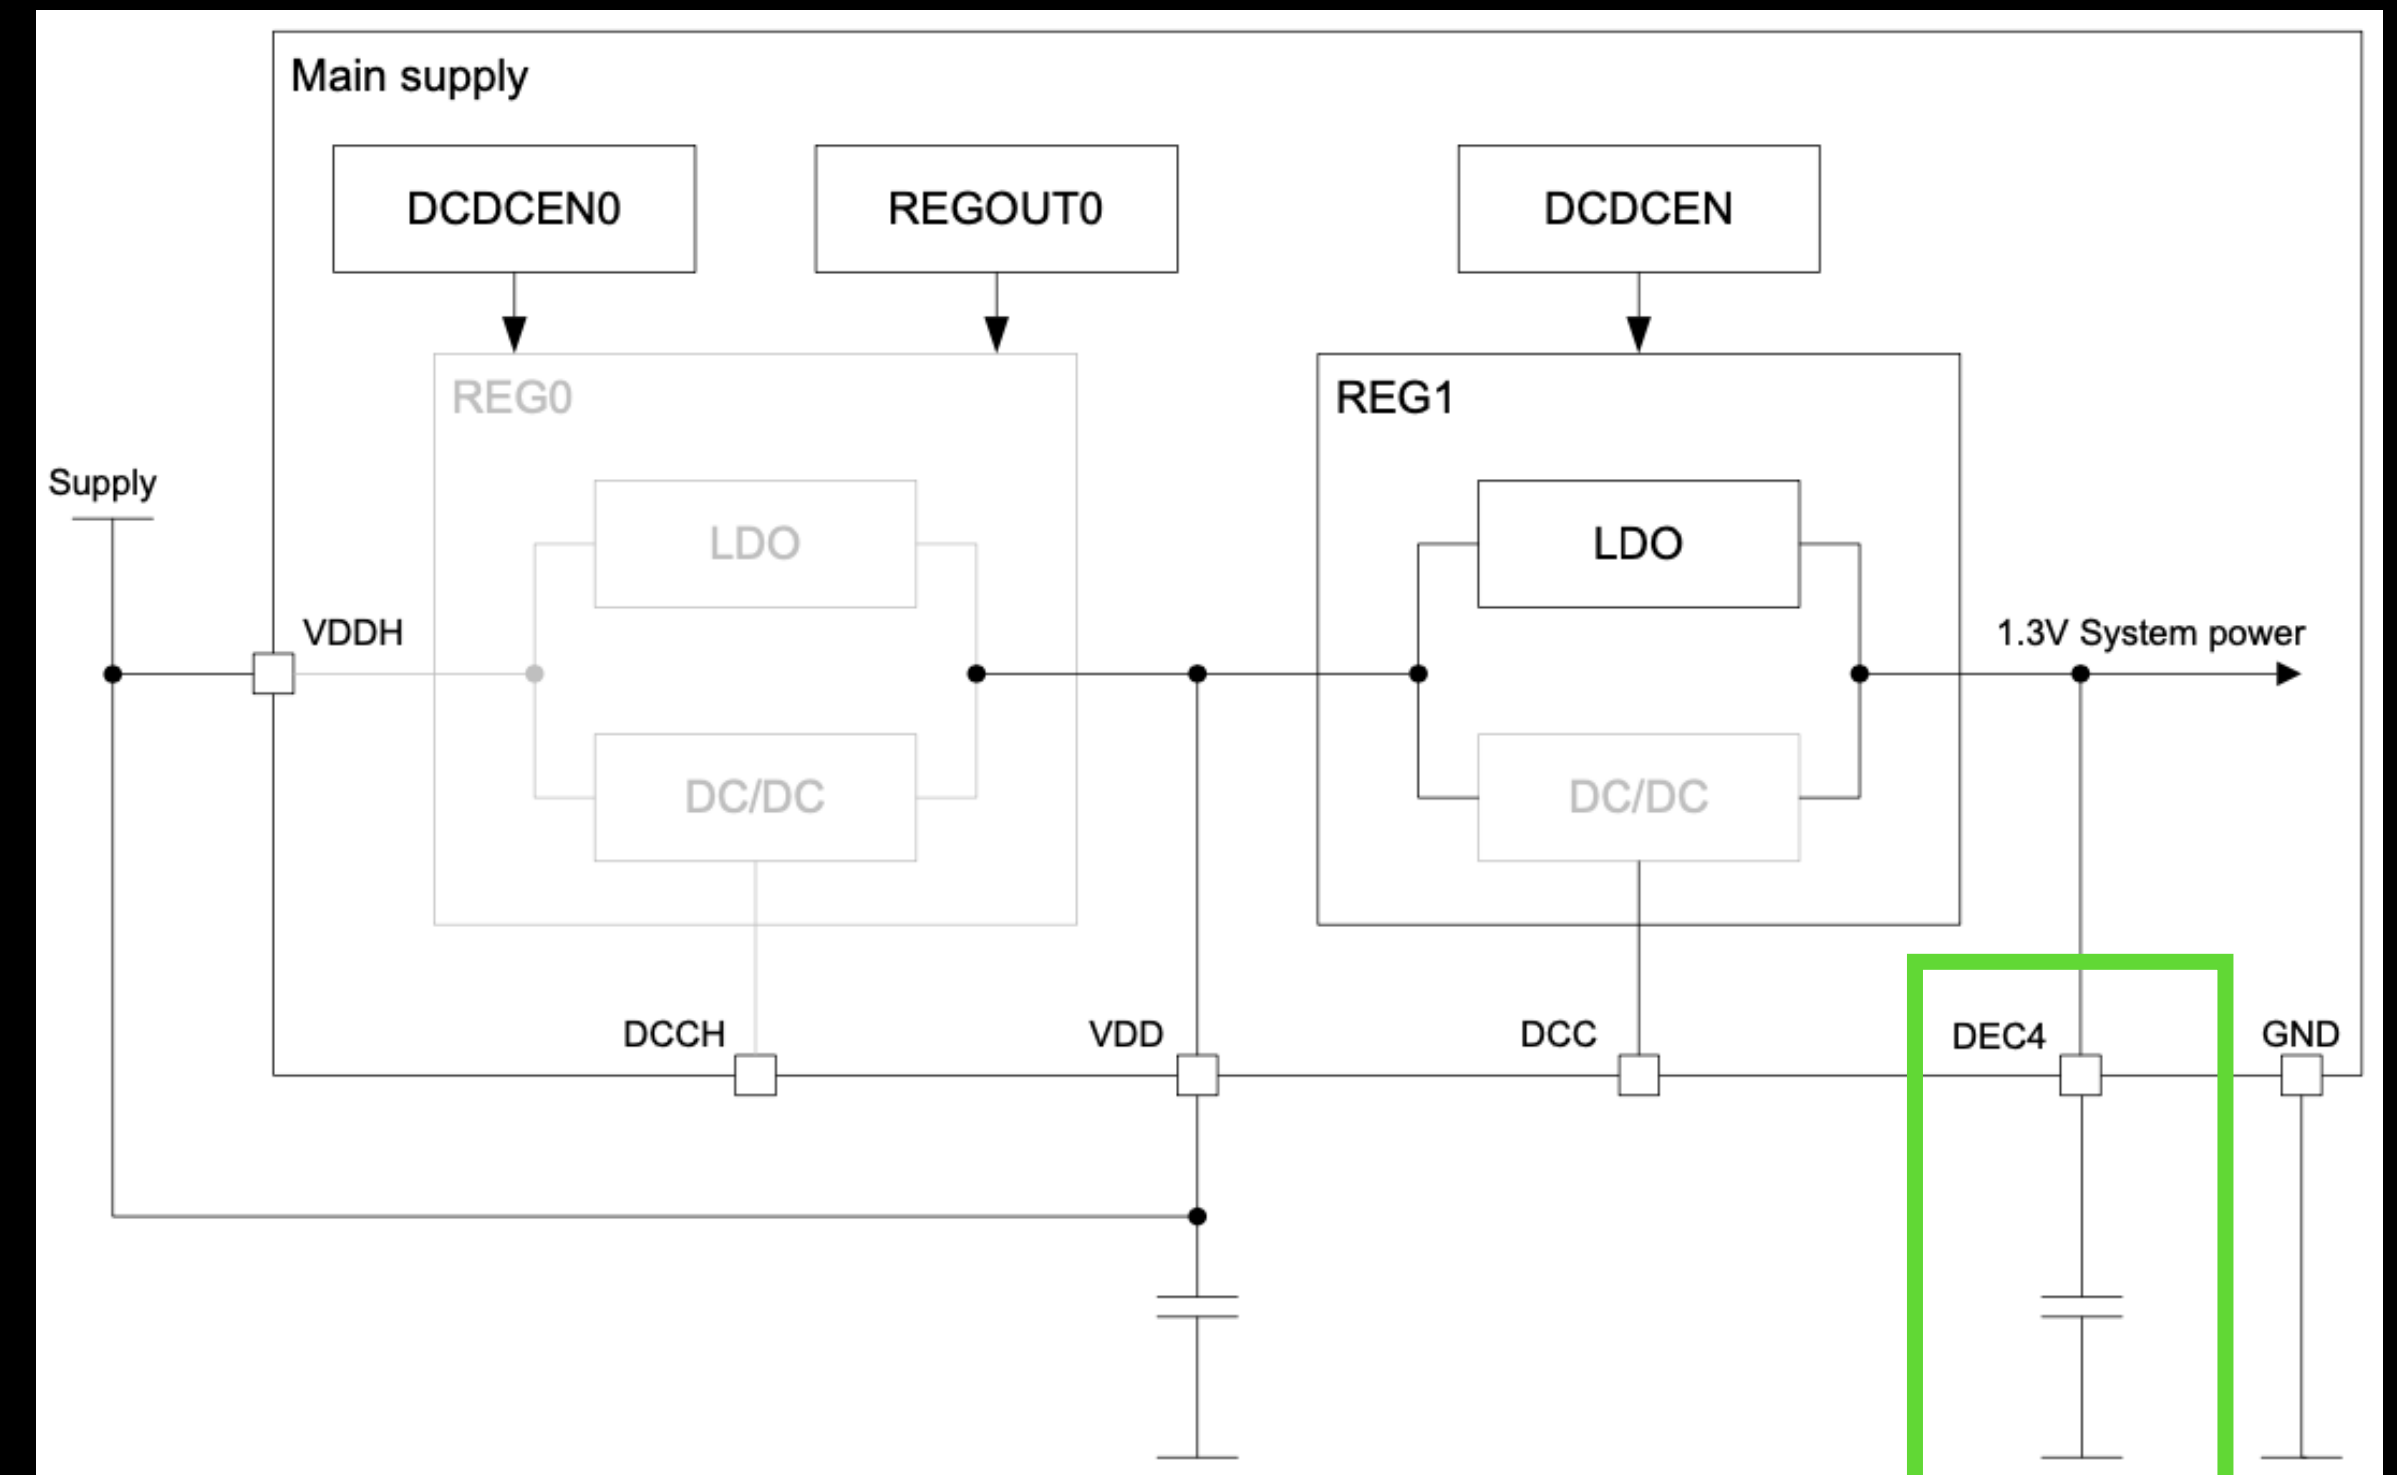 Main supply
DCDCEN0
REGOUT0
DCDCEN
REG0
REG1
Supply
LDO
LDO
VDDH
1.3V System power
DC/DC
DC/DC
DCCH
VDD
DCC
DEC4
GND